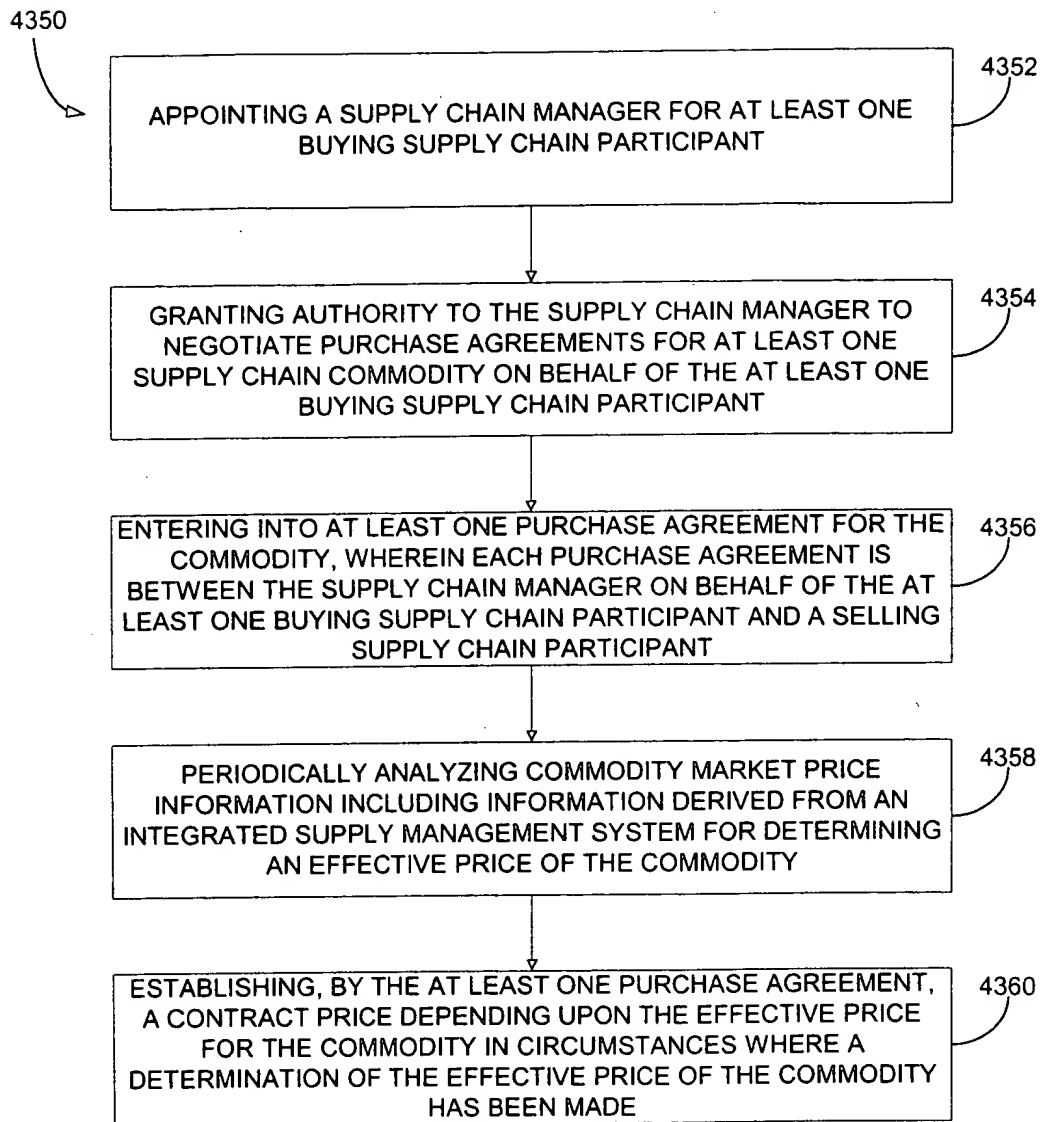 4350
4352
APPOINTING A SUPPLY CHAIN MANAGER FOR AT LEAST ONE
BUYING SUPPLY CHAIN PARTICIPANT
4354
GRANTING AUTHORITY TO THE SUPPLY CHAIN MANAGER TO
NEGOTIATE PURCHASE AGREEMENTS FOR AT LEAST ONE
SUPPLY CHAIN COMMODITY ON BEHALF OF THE AT LEAST ONE
BUYING SUPPLY CHAIN PARTICIPANT
4356
ENTERING INTO AT LEAST ONE PURCHASE AGREEMENT FOR THE
COMMODITY, WHEREIN EACH PURCHASE AGREEMENT IS
BETWEEN THE SUPPLY CHAIN MANAGER ON BEHALF OF THE AT
LEAST ONE BUYING SUPPLY CHAIN PARTICIPANT AND A SELLING
SUPPLY CHAIN PARTICIPANT
4358
PERIODICALLY ANALYZING COMMODITY MARKET PRICE
INFORMATION INCLUDING INFORMATION DERIVED FROM AN
INTEGRATED SUPPLY MANAGEMENT SYSTEM FOR DETERMINING
AN EFFECTIVE PRICE OF THE COMMODITY
4360
ESTABLISHING, BY THE AT LEAST ONE PURCHASE AGREEMENT,
A CONTRACT PRICE DEPENDING UPON THE EFFECTIVE PRICE
FOR THE COMMODITY IN CIRCUMSTANCES WHERE A
DETERMINATION OF THE EFFECTIVE PRICE OF THE COMMODITY
HAS BEEN MADE